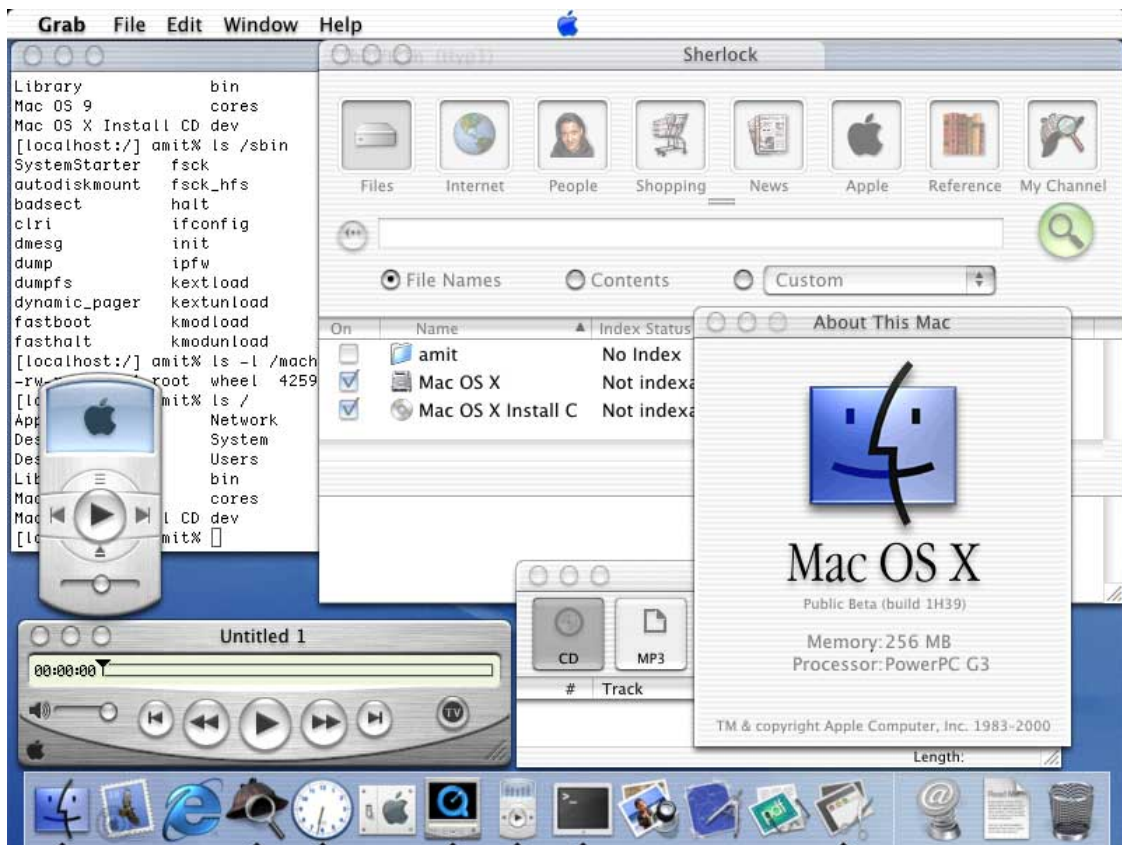 Grab File Edit Window Help
Library bin
Mac OS 9 cores
Mac OS X Install CD dev
[localhost:/] amit% ls /sbin
SystemStarter fsck
autodiskmount fsck_hfs
badsect halt
clri ifconfig
dmesg init
dump ipfw
dumpfs kextload
dynamic_pager kextunload
fastboot kmodload
fasthalt kmodunload
[localhost:/] amit% ls -l /mach
root wheel 4259
amit% ls /
Network
System
Users
bin
cores
CD dev
Sherlock
Files Internet People Shopping News Apple Reference My Channel
File Names Contents Custom
On Name Index Status
amit No Index
Mac OS X Not indexa
Mac OS X Install C Not indexa
About This Mac
Mac OS X
Public Beta (build 1H39)
Memory: 256 MB
Processor: PowerPC G3
TM & copyright Apple Computer, Inc. 1983-2000
Untitled 1
00:00:00
TV
CD MP3
# Track
Length:
Read Me